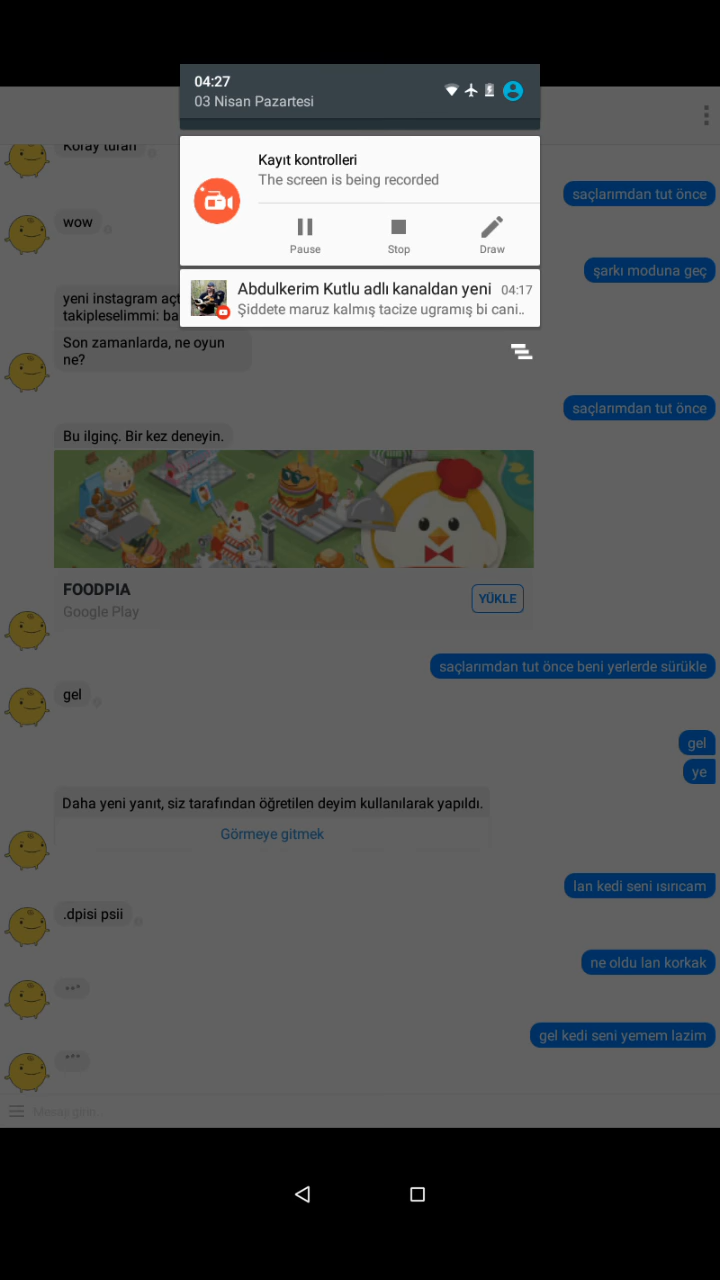 04:27
03 Nisan Pazartesi
Kayıt kontrolleri
The screen is being recorded
Pause
Stop
Draw
Abdulkerim Kutlu adlı kanaldan yeni 04:17
Şiddete maruz kalmış tacize ugramış bi cani..
Koray turan
saçlarımdan tut önce
wow
şarkı moduna geç
yeni instagram açt
takipleselimmi: ba
Son zamanlarda, ne oyun
ne?
saçlarımdan tut önce
Bu ilginç. Bir kez deneyin.
FOODPIA
Google Play
YÜKLE
saçlarımdan tut önce beni yerlerde sürükle
gel
gel
ye
Daha yeni yanıt, siz tarafından öğretilen deyim kullanılarak yapıldı.
Görmeye gitmek
lan kedi seni ısırıcam
.dpisi psii
ne oldu lan korkak
•••
gel kedi seni yemem lazim
•••
Mesaj girin...